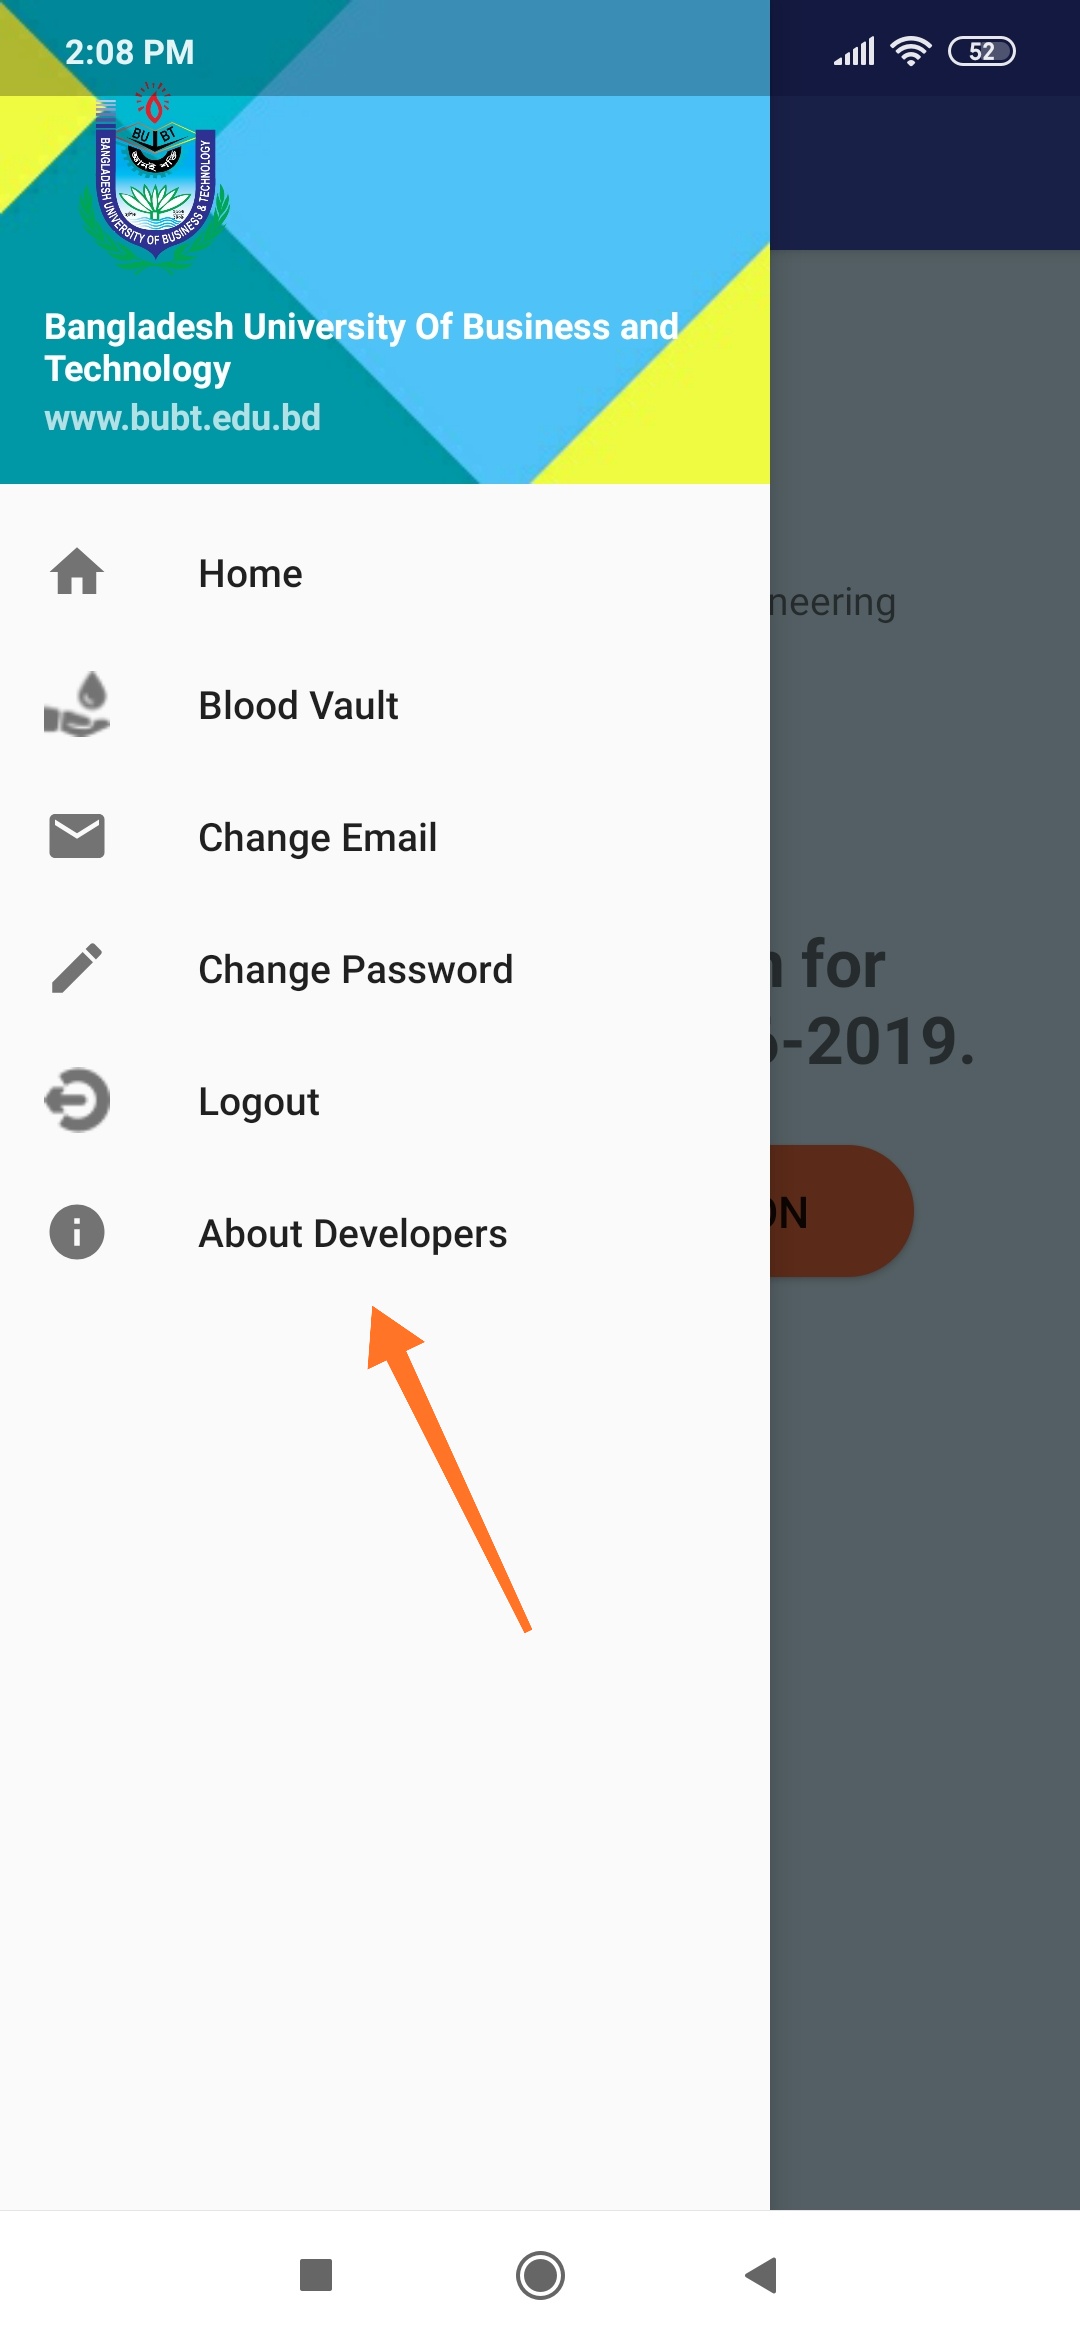 2:08 PM
52
BU BT
BANGLADESH UNIVERSITY OF BUSINESS & TECHNOLOGY
Bangladesh University Of Business and
Technology
www.bubt.edu.bd
Home
neering
Blood Vault
Change Email
for
Change Password
-2019.
Logout
ON
About Developers